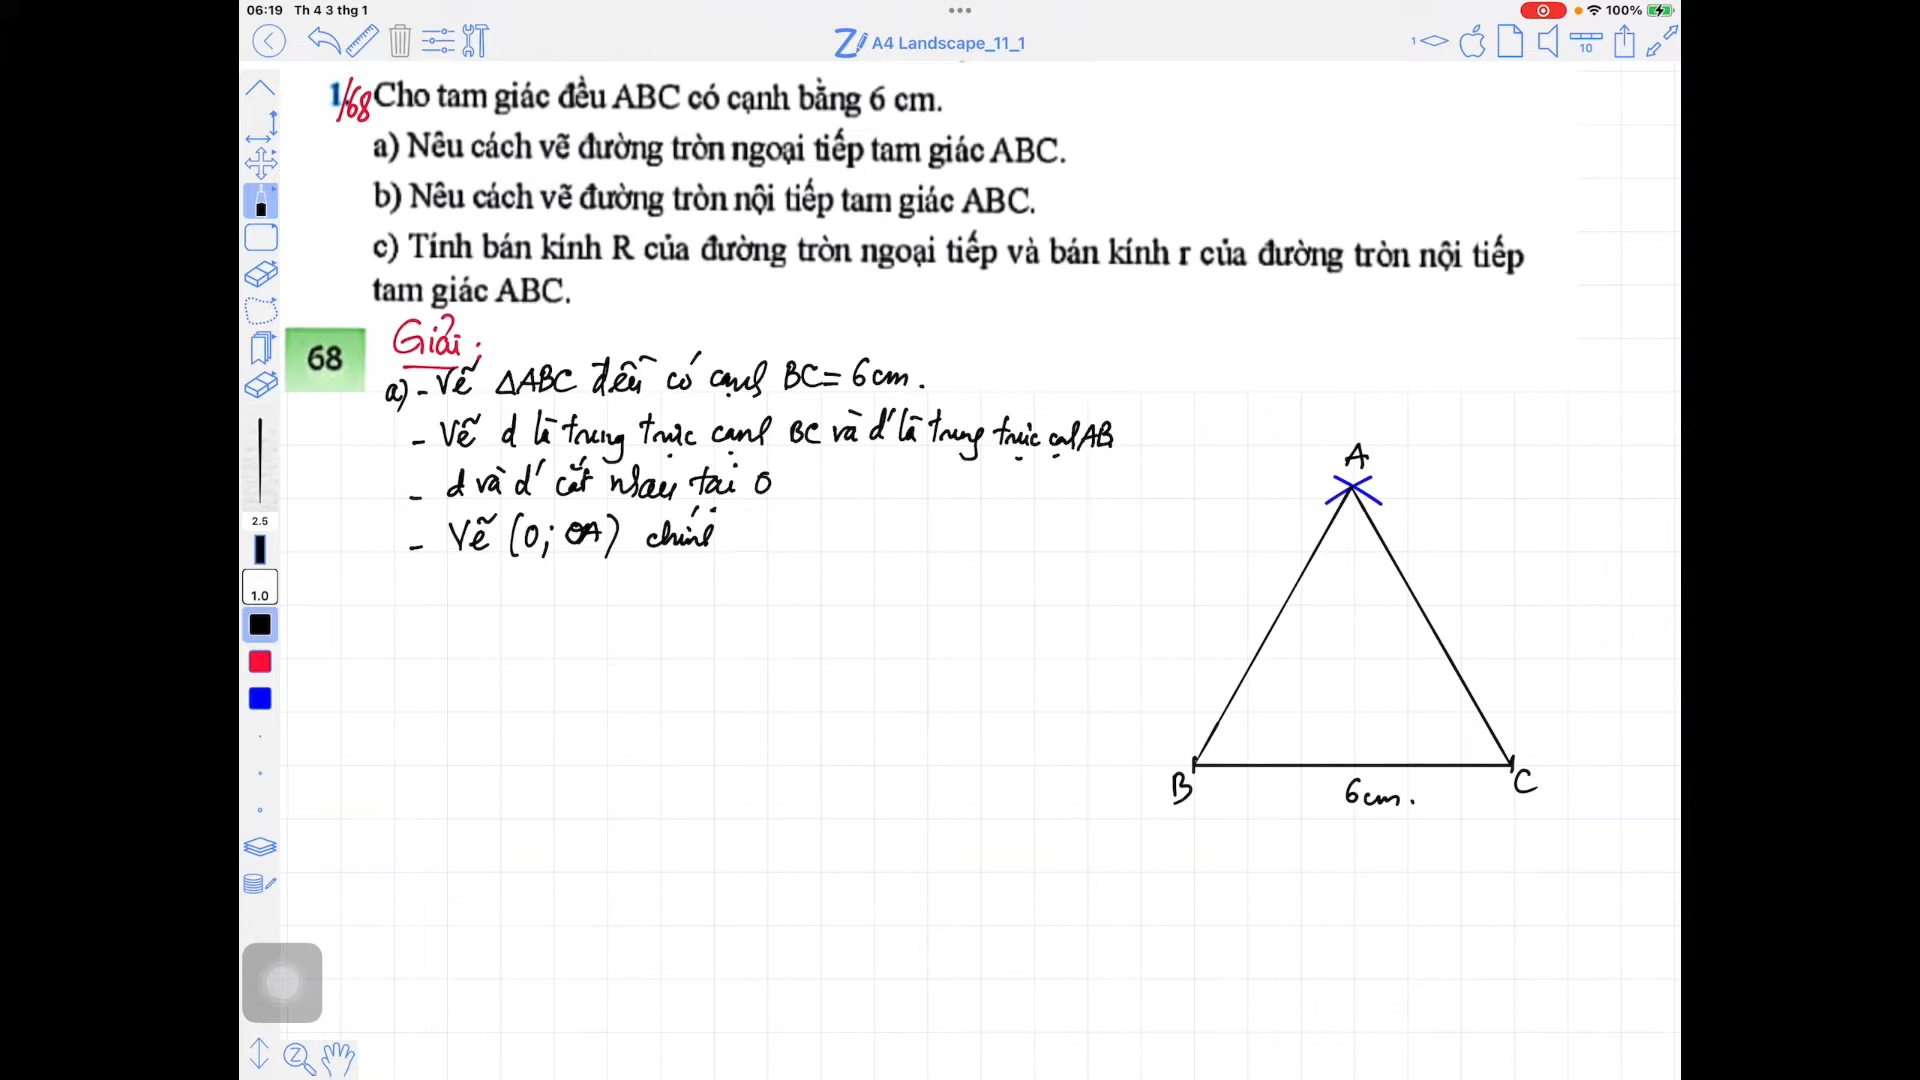 06:19 Th 4 3 thg 1
100%
A4 Landscape_11_1
1
10
1/68 Cho tam giác đều ABC có cạnh bằng 6 cm.
a) Nêu cách vẽ đường tròn ngoại tiếp tam giác ABC.
b) Nêu cách vẽ đường tròn nội tiếp tam giác ABC.
c) Tính bán kính R của đường tròn ngoại tiếp và bán kính r của đường tròn nội tiếp
tam giác ABC.
68
Giải:
a) - Vẽ △ABC đều có cạnh BC = 6cm.
- Vẽ d là trung trực cạnh BC và d' là trung trực cạnh AB
- d và d' cắt nhau tại O
- Vẽ (O; OA) chính
A
B
C
6cm.
2.5
1.0